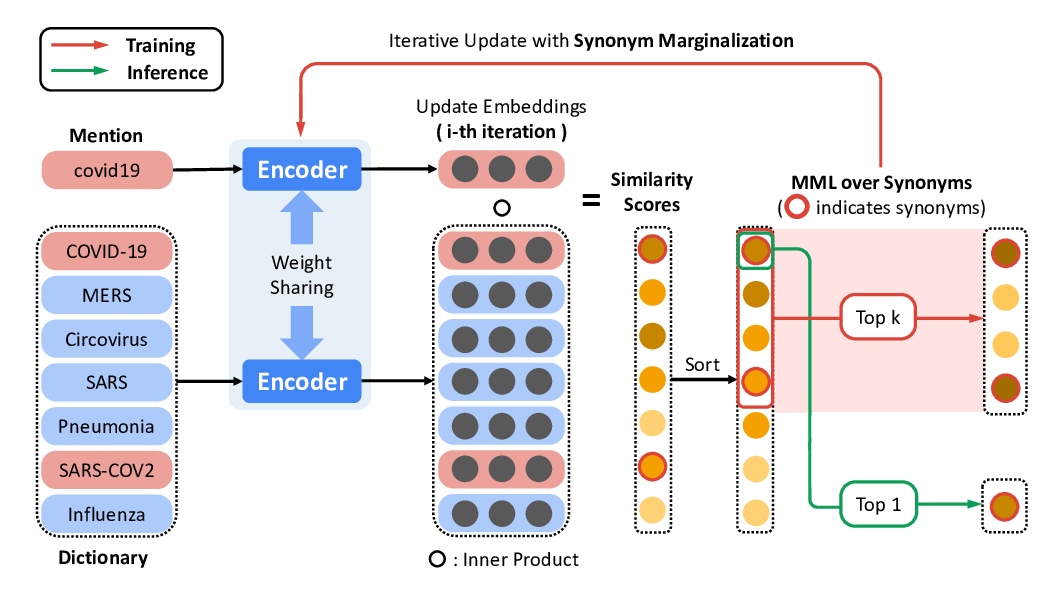 Training
Inference
Iterative Update with Synonym Marginalization
Update Embeddings
( i-th iteration )
Mention
covid19
Encoder
=
Similarity
Scores
MML over Synonyms
( indicates synonyms)
COVID-19
MERS
Circovirus
SARS
Pneumonia
SARS-COV2
Influenza
Dictionary
Weight
Sharing
Encoder
Sort
Top k
Top 1
: Inner Product